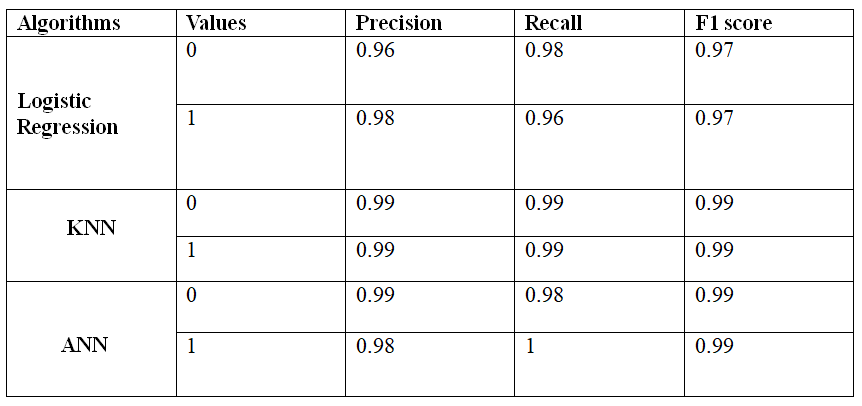 Algorithms Values Precision Recall F1 score
Logistic Regression 0 0.96 0.98 0.97
1 0.98 0.96 0.97
KNN 0 0.99 0.99 0.99
1 0.99 0.99 0.99
ANN 0 0.99 0.98 0.99
1 0.98 1 0.99